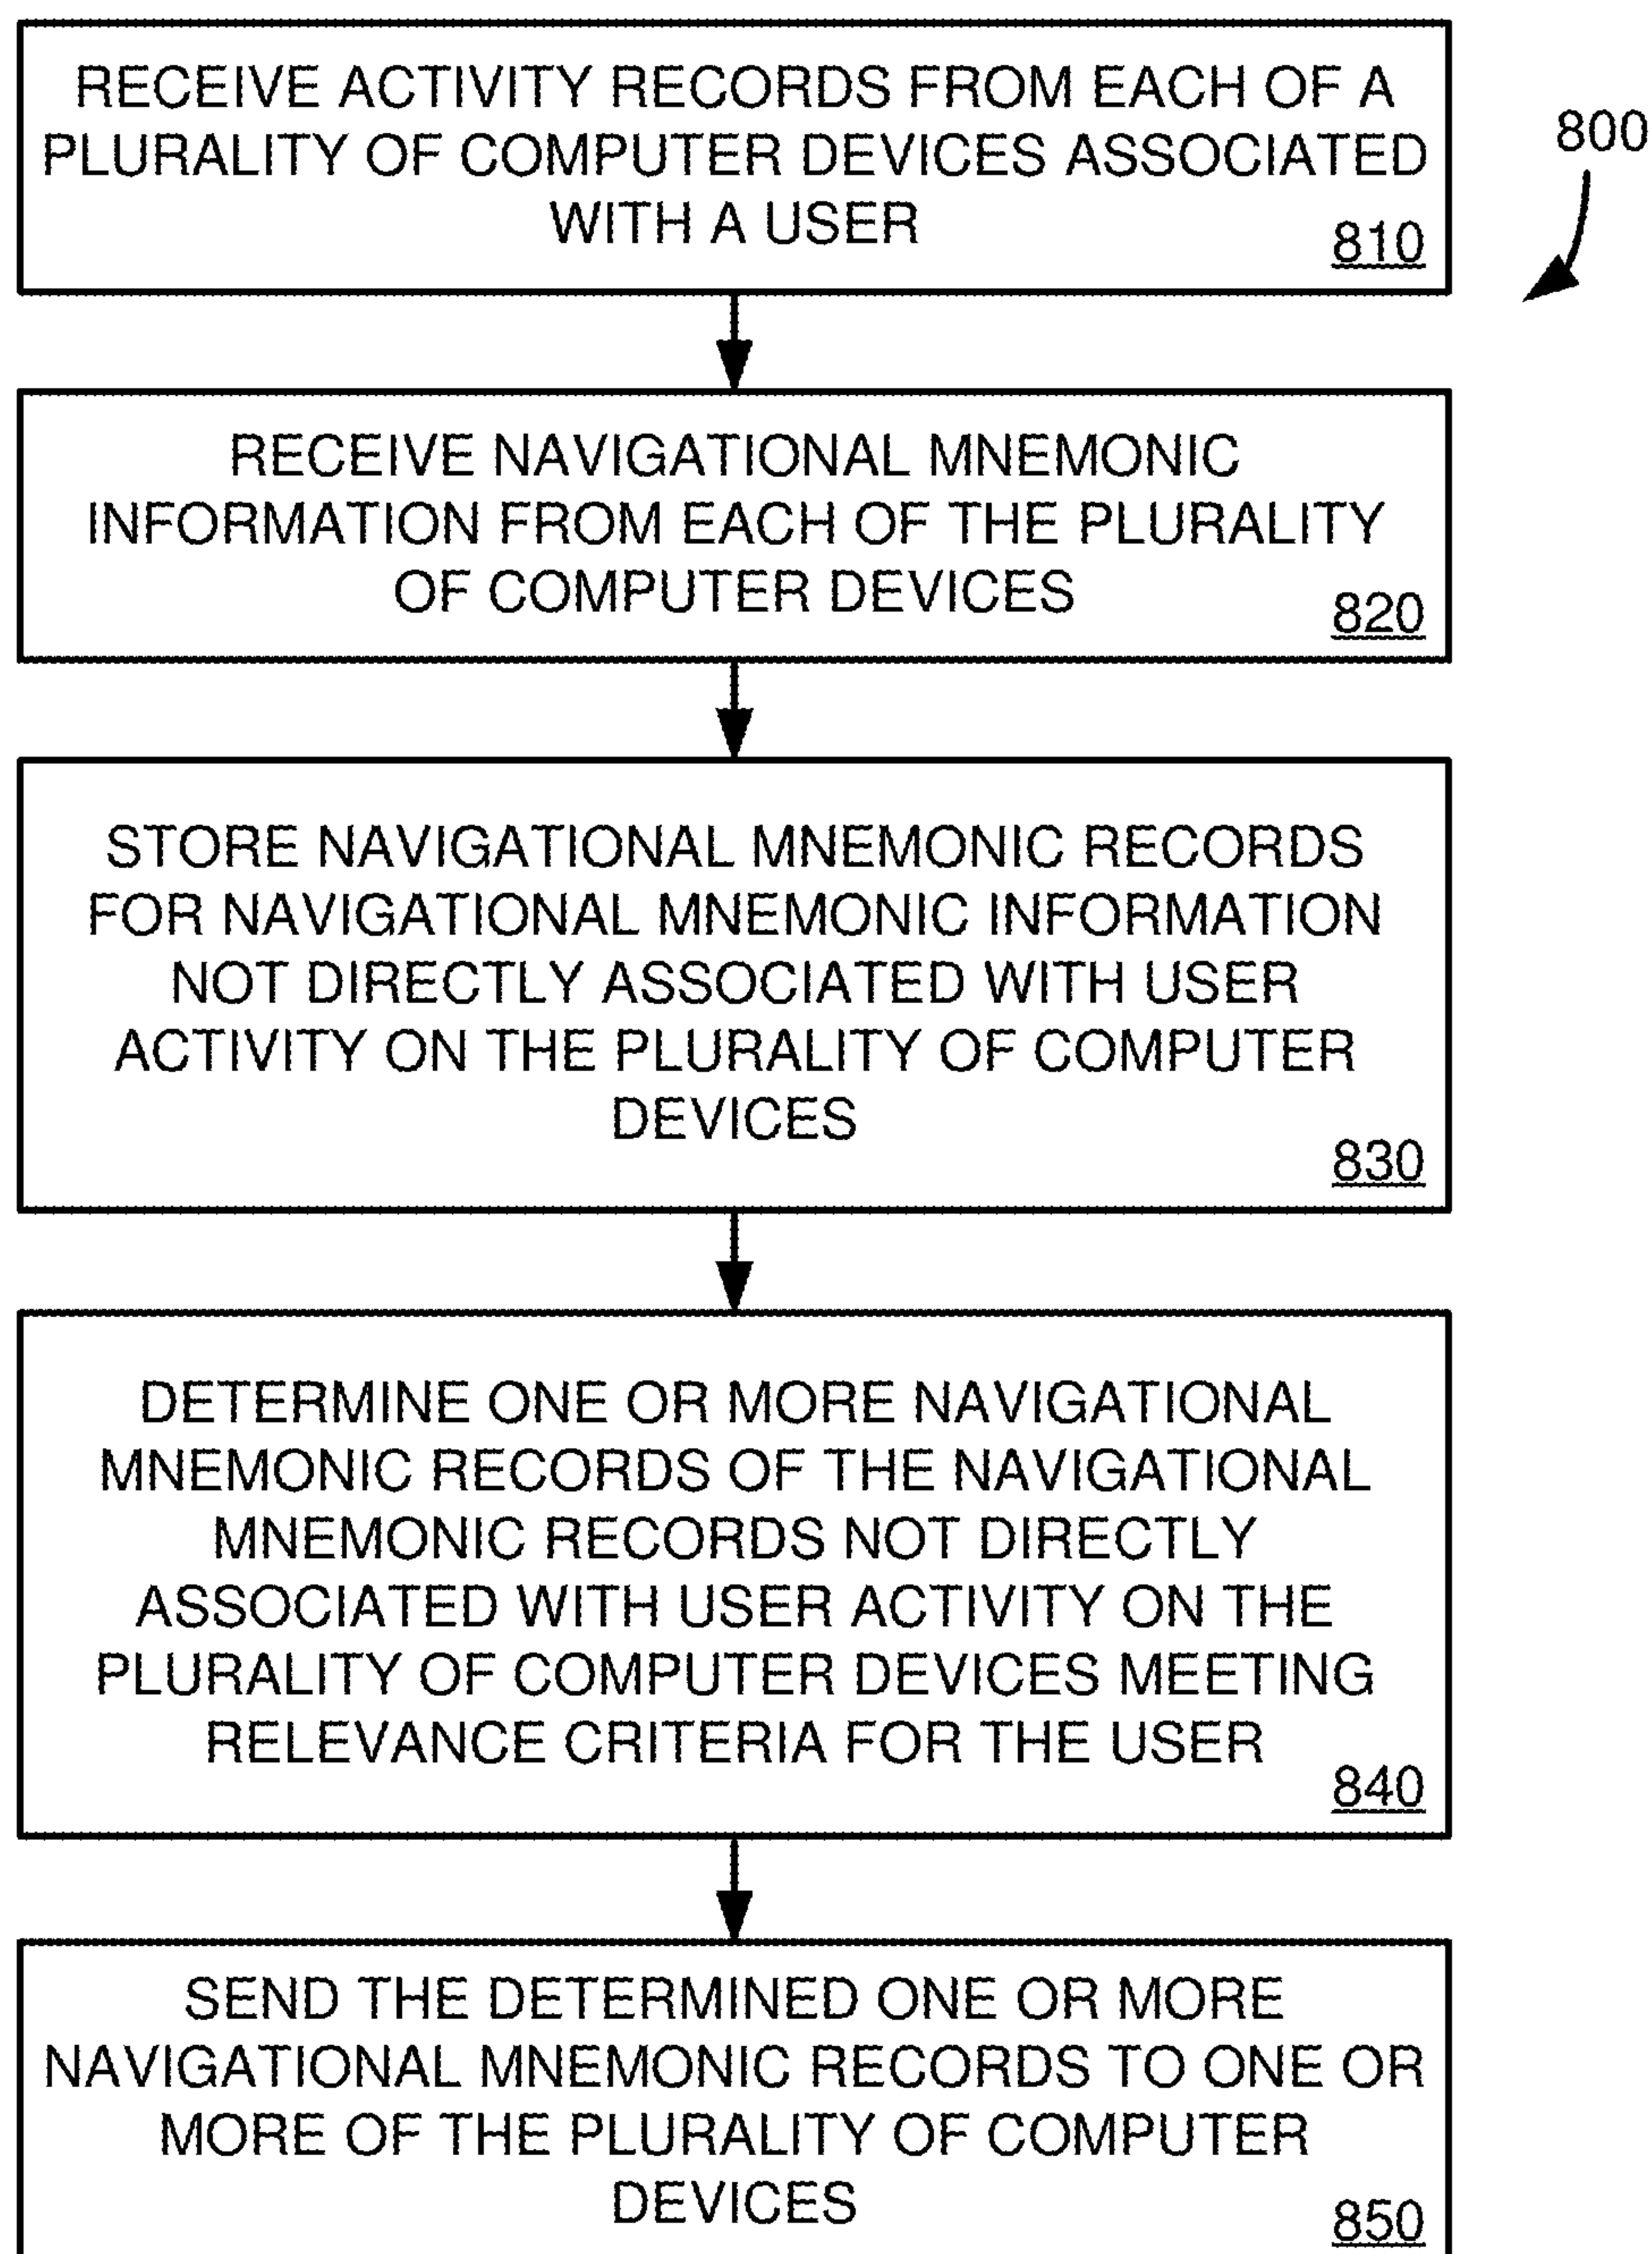 RECEIVE ACTIVITY RECORDS FROM EACH OF A
PLURALITY OF COMPUTER DEVICES ASSOCIATED
WITH A USER
810
800
RECEIVE NAVIGATIONAL MNEMONIC
INFORMATION FROM EACH OF THE PLURALITY
OF COMPUTER DEVICES
820
STORE NAVIGATIONAL MNEMONIC RECORDS
FOR NAVIGATIONAL MNEMONIC INFORMATION
NOT DIRECTLY ASSOCIATED WITH USER
ACTIVITY ON THE PLURALITY OF COMPUTER
DEVICES
830
DETERMINE ONE OR MORE NAVIGATIONAL
MNEMONIC RECORDS OF THE NAVIGATIONAL
MNEMONIC RECORDS NOT DIRECTLY
ASSOCIATED WITH USER ACTIVITY ON THE
PLURALITY OF COMPUTER DEVICES MEETING
RELEVANCE CRITERIA FOR THE USER
840
SEND THE DETERMINED ONE OR MORE
NAVIGATIONAL MNEMONIC RECORDS TO ONE OR
MORE OF THE PLURALITY OF COMPUTER
DEVICES
850